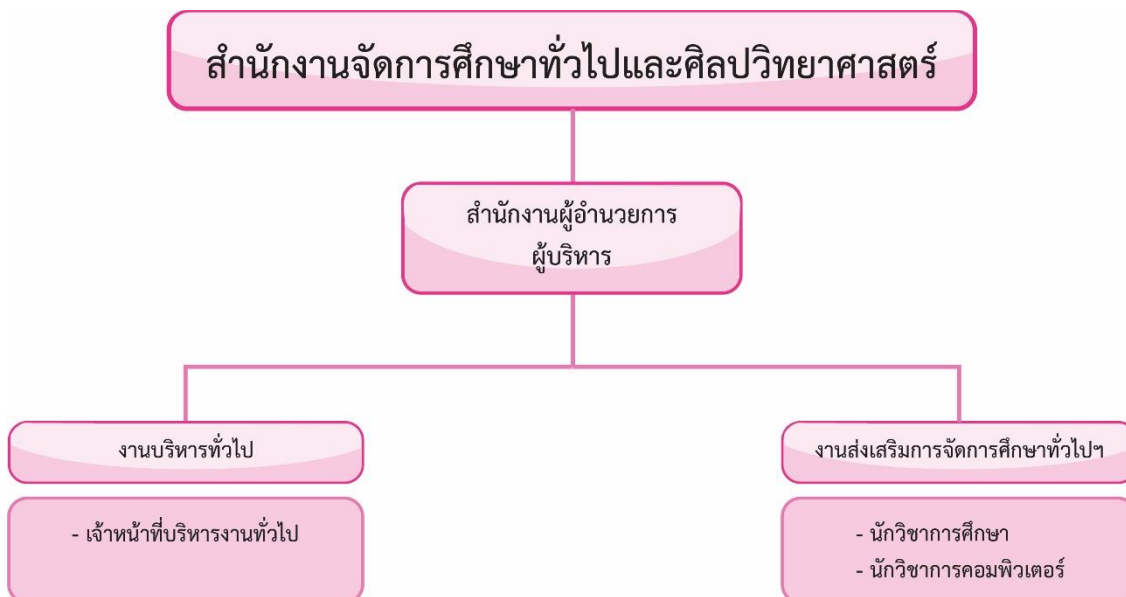 สำนักงานจัดการศึกษาทั่วไปและศิลปวิทยาศาสตร์
สำนักงานผู้อำนวยการ
ผู้บริหาร
งานบริหารทั่วไป
- เจ้าหน้าที่บริหารงานทั่วไป
งานส่งเสริมการจัดการศึกษาทั่วไปฯ
- นักวิชาการศึกษา
- นักวิชาการคอมพิวเตอร์